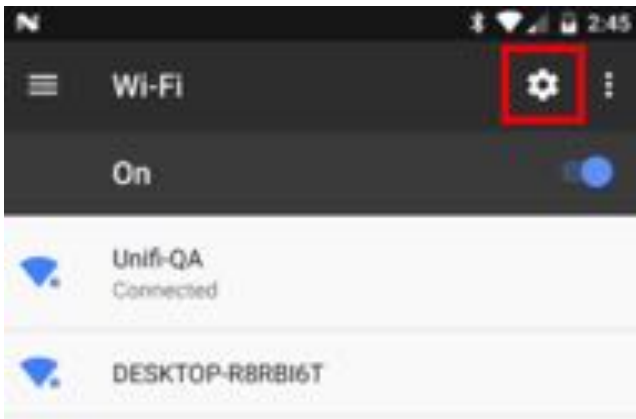 2:45
Wi-Fi
On
Unifi-QA
Connected
DESKTOP-R8RBI6T